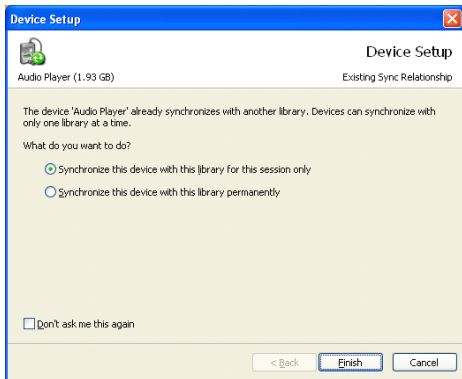 Device Setup
Device Setup
Audio Player (1.93 GB)
Existing Sync Relationship
The device 'Audio Player' already synchronizes with another library. Devices can synchronize with
only one library at a time.
What do you want to do?
Synchronize this device with this library for this session only
Synchronize this device with this library permanently
Don't ask me this again
< Back
Finish
Cancel